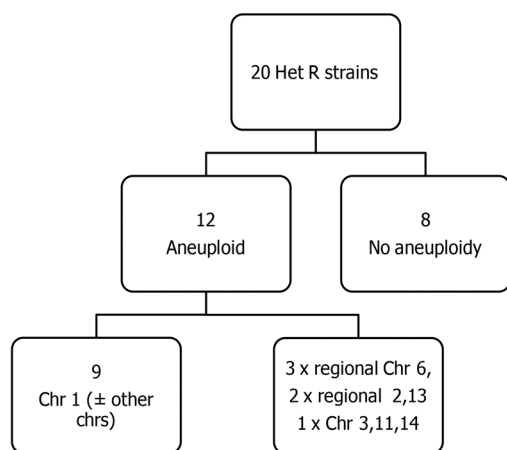 20 Het R strains
12
Aneuploid
8
No aneuploidy
9
Chr 1 (± other
chrs)
3 x regional Chr 6,
2 x regional 2,13
1 x Chr 3,11,14